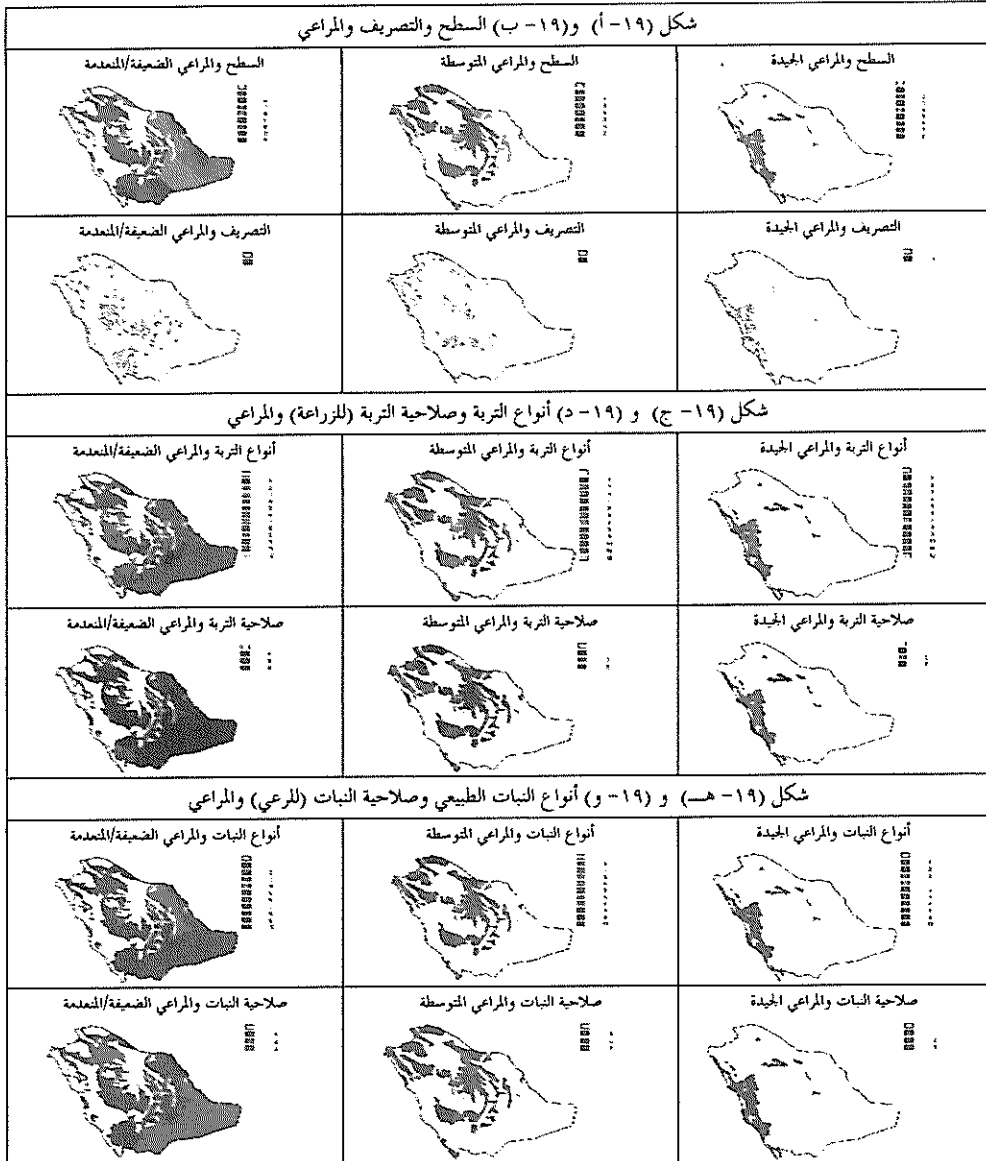 شكل (١٩- أ) و(١٩- ب) السطح والتصريف والمراعي
السطح والمراعي الجيدة
السطح والمراعي المتوسطة
السطح والمراعي الضعيفة/المنعدمة
التصريف والمراعي الجيدة
التصريف والمراعي المتوسطة
التصريف والمراعي الضعيفة/المنعدمة
شكل (١٩- ج) و (١٩- د) أنواع التربة وصلاحية التربة (للزراعة) والمراعي
أنواع التربة والمراعي الجيدة
أنواع التربة والمراعي المتوسطة
أنواع التربة والمراعي الضعيفة/المنعدمة
صلاحية التربة والمراعي الجيدة
صلاحية التربة والمراعي المتوسطة
صلاحية التربة والمراعي الضعيفة/المنعدمة
شكل (١٩- هـ) و (١٩- و) أنواع النبات الطبيعي وصلاحية النبات (للرعي) والمراعي
أنواع النبات والمراعي الجيدة
أنواع النبات والمراعي المتوسطة
أنواع النبات والمراعي الضعيفة/المنعدمة
صلاحية النبات والمراعي الجيدة
صلاحية النبات والمراعي المتوسطة
صلاحية النبات والمراعي الضعيفة/المنعدمة